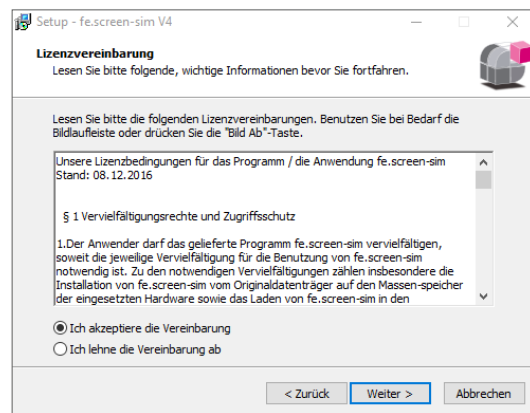 Setup - fe.screen-sim V4
Lizenzvereinbarung
Lesen Sie bitte folgende, wichtige Informationen bevor Sie fortfahren.
Lesen Sie bitte die folgenden Lizenzvereinbarungen. Benutzen Sie bei Bedarf die
Bildlaufleiste oder drücken Sie die "Bild Ab"-Taste.
Unsere Lizenzbedingungen für das Programm / die Anwendung fe.screen-sim
Stand: 08.12.2016
§ 1 Vervielfältigungsrechte und Zugriffsschutz
1.Der Anwender darf das gelieferte Programm fe.screen-sim vervielfältigen,
soweit die jeweilige Vervielfältigung für die Benutzung von fe.screen-sim
notwendig ist. Zu den notwendigen Vervielfältigungen zählen insbesondere die
Installation von fe.screen-sim vom Originaldatenträger auf den Massen-speicher
der eingesetzten Hardware sowie das Laden von fe.screen-sim in den
Ich akzeptiere die Vereinbarung
Ich lehne die Vereinbarung ab
< Zurück Weiter > Abbrechen